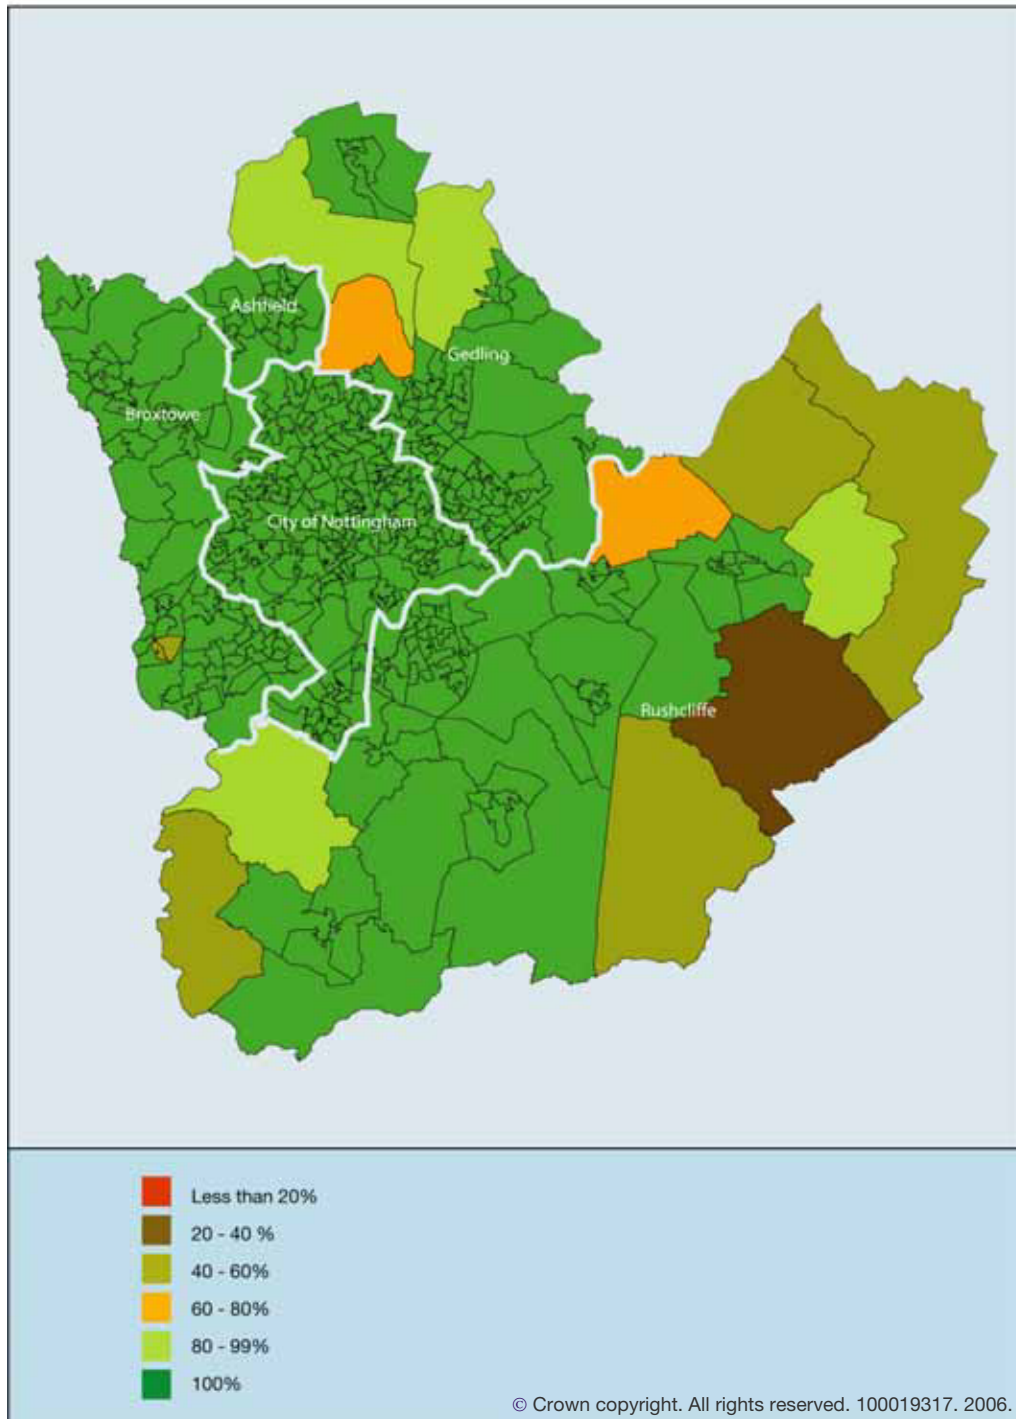 Ashfield
Gedling
Broxtowe
City of Nottingham
Rushcliffe
Less than 20%
20 - 40 %
40 - 60%
60 - 80%
80 - 99%
100%
© Crown copyright. All rights reserved. 100019317. 2006.